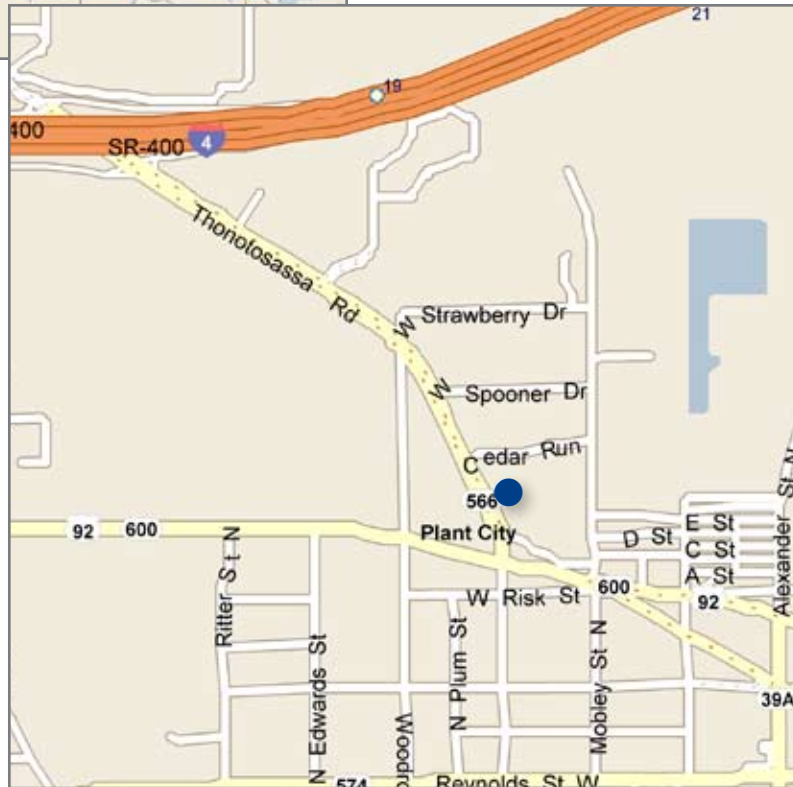 21
19
400
SR-400
4
Thonotosassa Rd
W Strawberry Dr
W Spooner Dr
Cedar Run
566
Plant City
92
600
D St
E St
C St
A St
Alexander St N
600
92
W Risk St
Ritter St N
N Edwards St
N Plum St
Mobley St N
39A
574
Reynolds St W